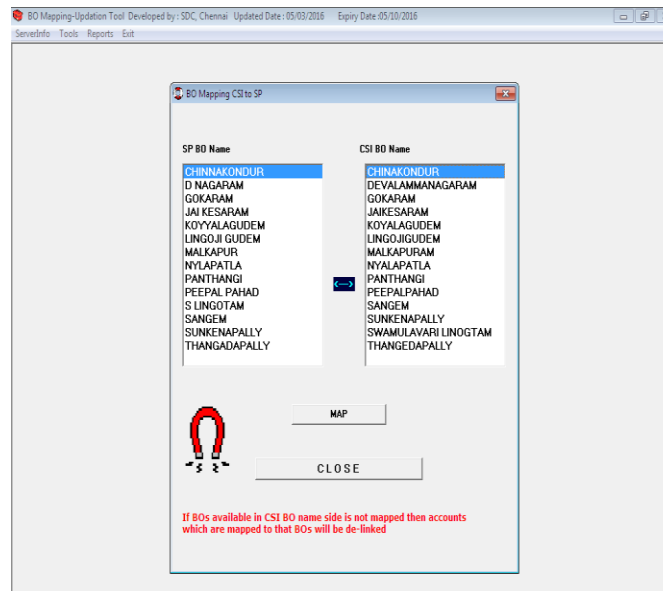 BO Mapping-Updation Tool Developed by : SDC, Chennai Updated Date : 05/03/2016 Expiry Date :05/10/2016
ServerInfo Tools Reports Exit
BO Mapping CSI to SP
SP BO Name
CHINNAKONDUR
D NAGARAM
GOKARAM
JAI KESARAM
KOYYALAGUDEM
LINGOJI GUDEM
MALKAPUR
NYLAPATLA
PANTHANGI
PEEPAL PAHAD
S LINGOTAM
SANGEM
SUNKENAPALLY
THANGADAPALLY
CSI BO Name
CHINAKONDUR
DEVALAMMANAGARAM
GOKARAM
JAIKESARAM
KOYALAGUDEM
LINGOJIGUDEM
MALKAPURAM
NYALAPATLA
PANTHANGI
PEEPALPAHAD
SANGEM
SUNKENAPALLY
SWAMULAVARI LINOGTAM
THANGEDAPALLY
<--->
MAP
CLOSE
If BOs available in CSI BO name side is not mapped then accounts
which are mapped to that BOs will be de-linked